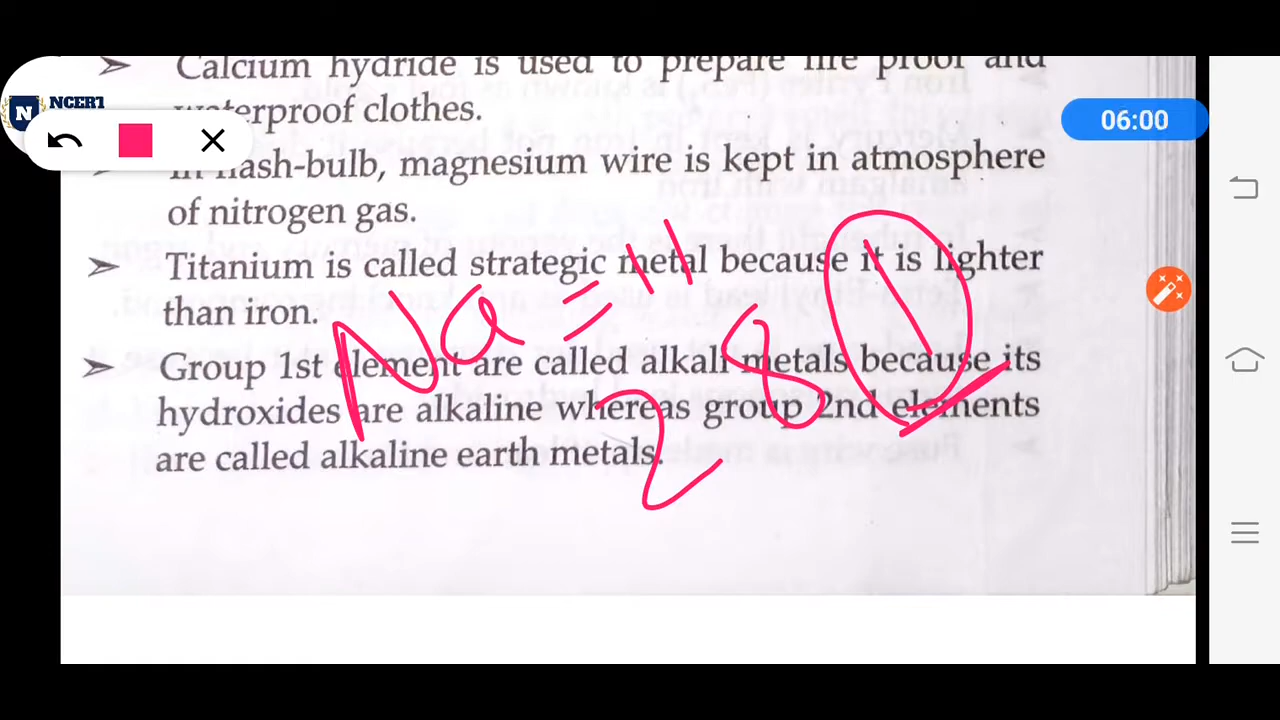 Calcium hydride is used to prepare fire proof and
waterproof clothes.
NCERT
N
06:00
In flash-bulb, magnesium wire is kept in atmosphere
of nitrogen gas.
Titanium is called strategic metal because it is lighter
than iron.
Group 1st element are called alkali metals because its
hydroxides are alkaline whereas group 2nd elements
are called alkaline earth metals.
Na = 11
2 8 1